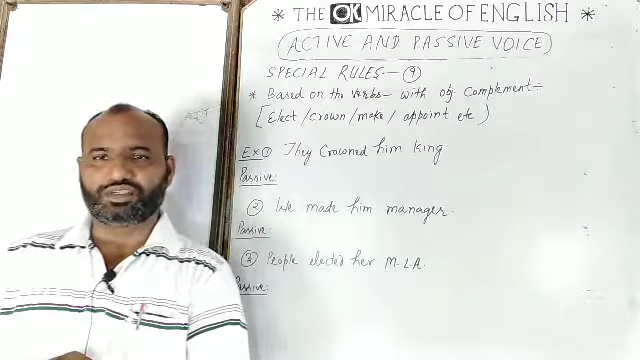 * THE OK MIRACLE OF ENGLISH *
ACTIVE AND PASSIVE VOICE
SPECIAL RULES - 9
* Based on the verbs - with obj. Complement ÷
[Elect / crown / make / appoint etc)
Ex ① They Crowned him king.
Passive:
② We made him manager.
Passive:
③ People elected her M.L.A.
Passive: